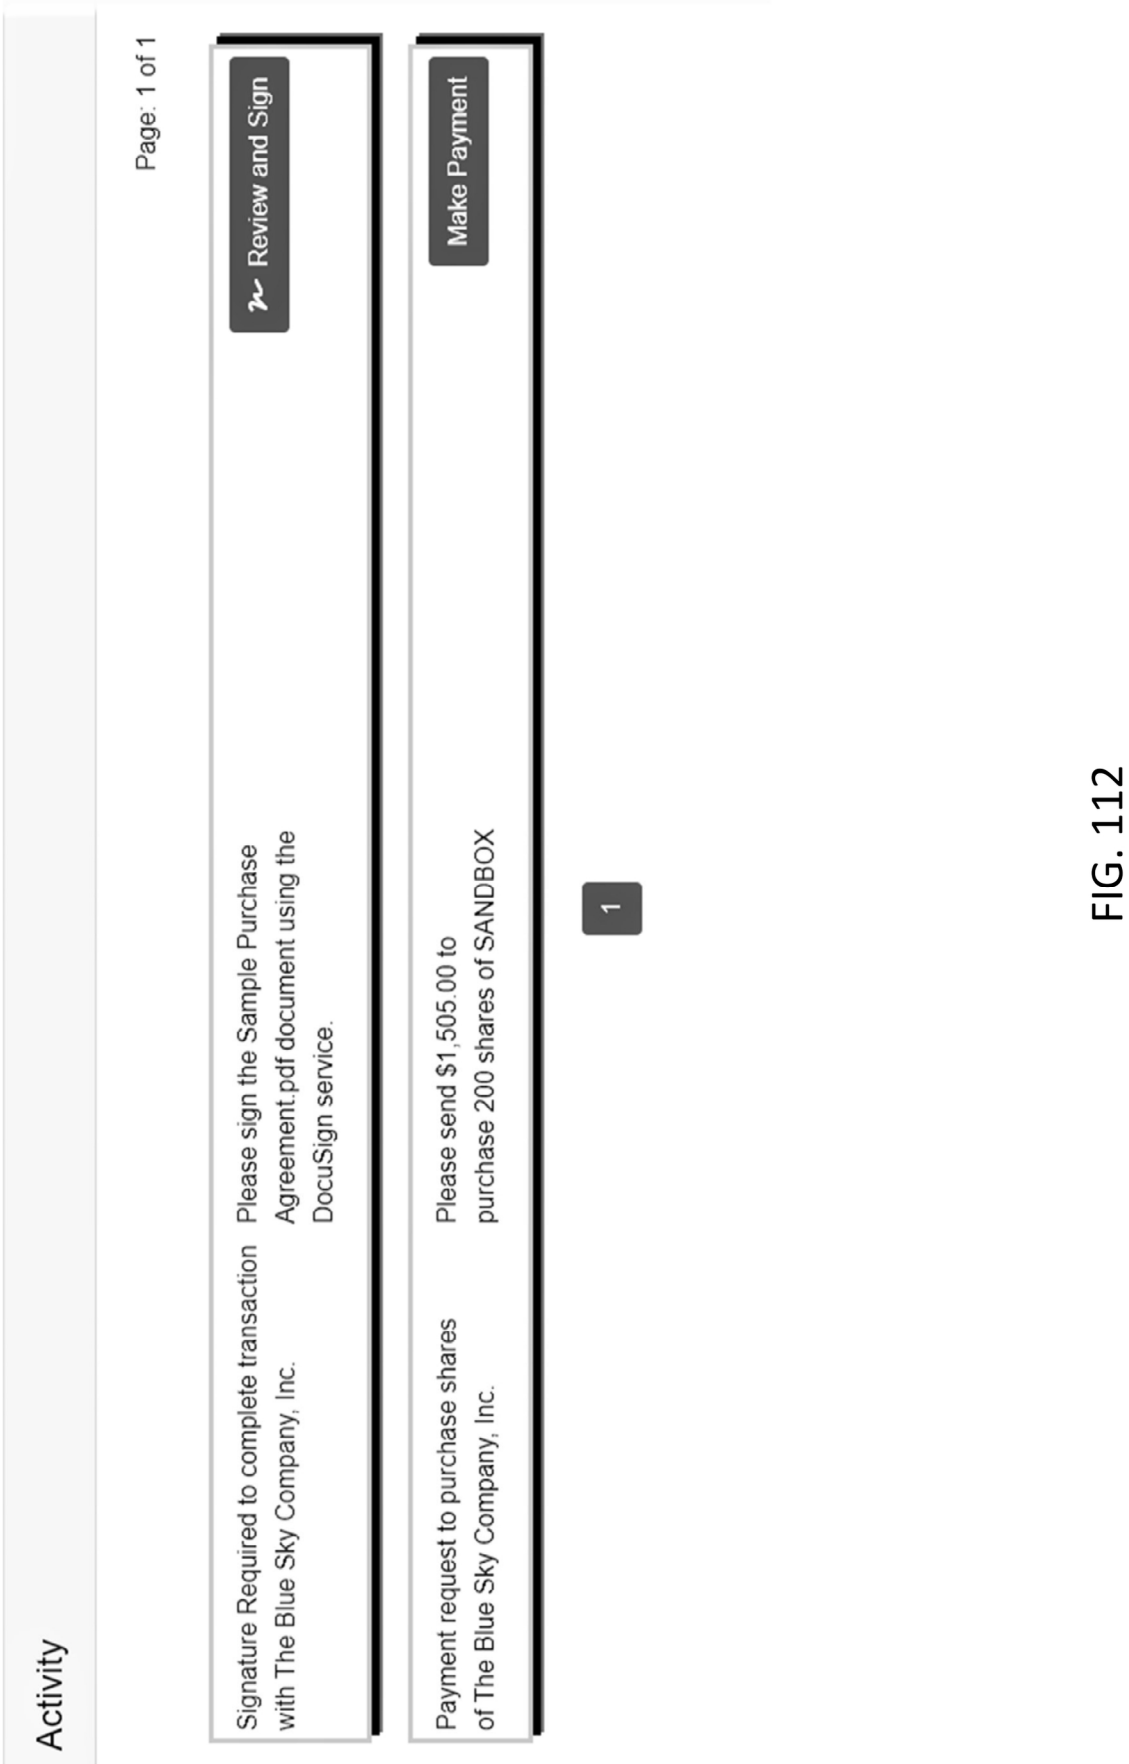 Activity
Page: 1 of 1
Signature Required to complete transaction
with The Blue Sky Company, Inc.
Please sign the Sample Purchase
Agreement.pdf document using the
DocuSign service.
Review and Sign
Payment request to purchase shares
of The Blue Sky Company, Inc.
Please send $1,505.00 to
purchase 200 shares of SANDBOX
Make Payment
1
FIG. 112